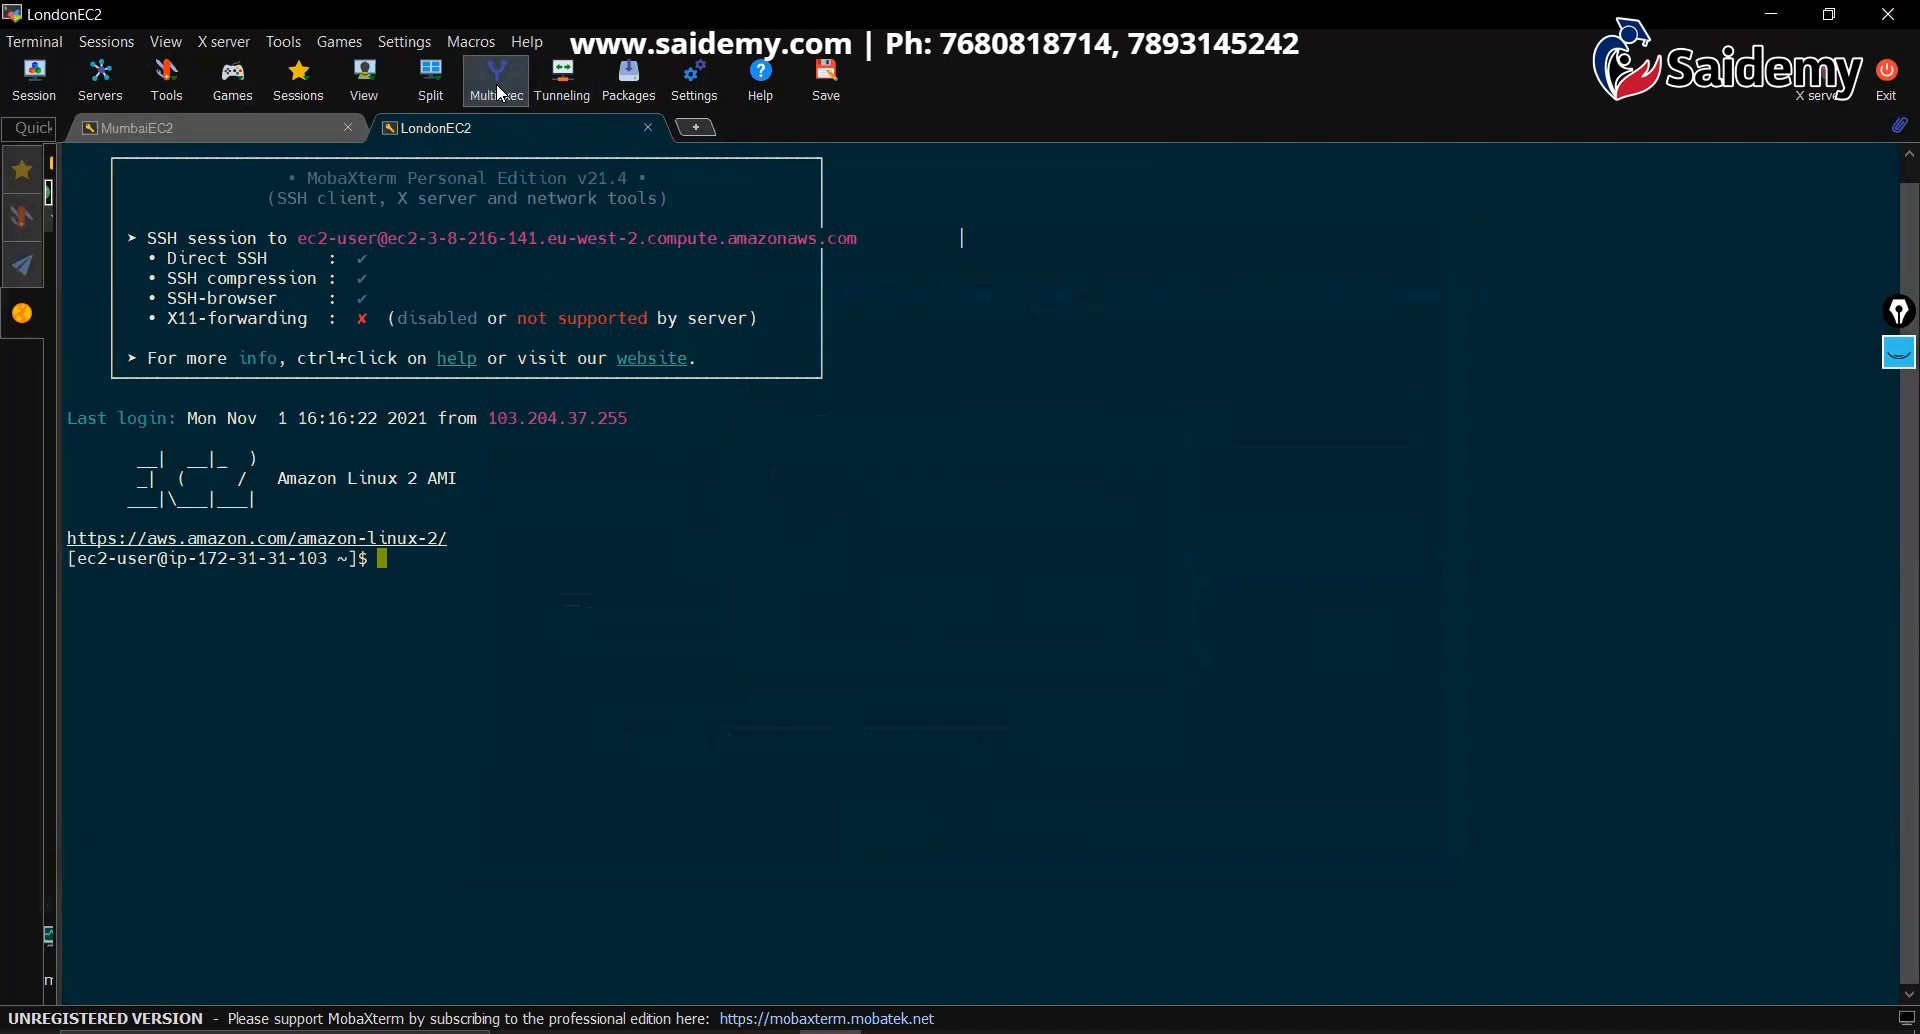 LondonEC2
Terminal Sessions View X server Tools Games Settings Macros Help
www.saidemy.com | Ph: 7680818714, 7893145242
Saidemy
Session Servers Tools Games Sessions View Split MultiExec Tunneling Packages Settings Help Save X server Exit
Quick MumbaiEC2 LondonEC2
• MobaXterm Personal Edition v21.4 •
(SSH client, X server and network tools)
➤ SSH session to ec2-user@ec2-3-8-216-141.eu-west-2.compute.amazonaws.com
• Direct SSH : ✔
• SSH compression : ✔
• SSH-browser : ✔
• X11-forwarding : ✘ (disabled or not supported by server)
➤ For more info, ctrl+click on help or visit our website.
Last login: Mon Nov 1 16:16:22 2021 from 103.204.37.255
__| __|_ )
_| ( / Amazon Linux 2 AMI
___|\___|___|
https://aws.amazon.com/amazon-linux-2/
[ec2-user@ip-172-31-31-103 ~]$
UNREGISTERED VERSION - Please support MobaXterm by subscribing to the professional edition here: https://mobaxterm.mobatek.net